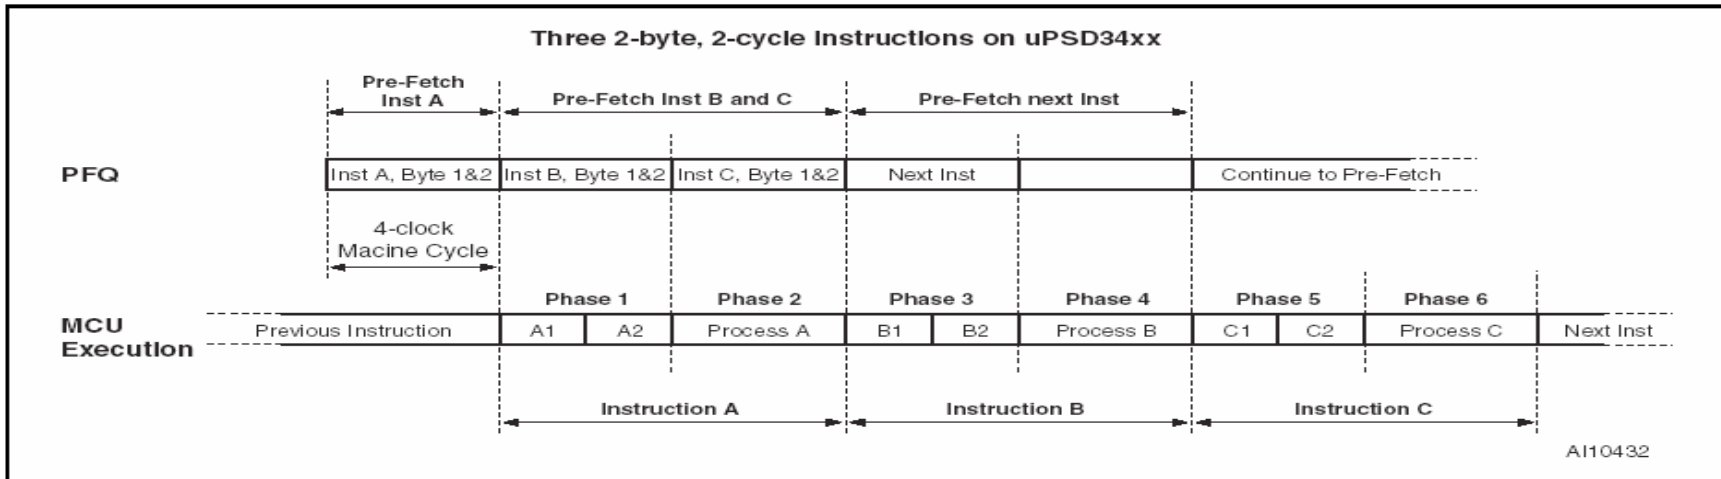 Three 2-byte, 2-cycle Instructions on uPSD34xx
Pre-Fetch
Inst A
Pre-Fetch Inst B and C
Pre-Fetch next Inst
PFQ
Inst A, Byte 1&2
Inst B, Byte 1&2
Inst C, Byte 1&2
Next Inst
Continue to Pre-Fetch
4-clock
Macine Cycle
Phase 1
Phase 2
Phase 3
Phase 4
Phase 5
Phase 6
MCU
Execution
Previous Instruction
A1
A2
Process A
B1
B2
Process B
C1
C2
Process C
Next Inst
Instruction A
Instruction B
Instruction C
AI10432